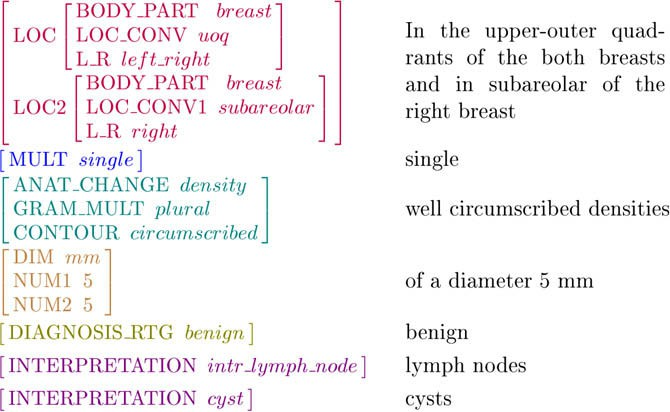 BODY_PART breast
LOC LOC_CONV uoq
L_R left_right
BODY_PART breast
LOC2 LOC_CONV1 subareolar
L_R right
In the upper-outer quad-
rants of the both breasts
and in subareolar of the
right breast
[MULT single] single
ANAT_CHANGE density
GRAM_MULT plural
CONTOUR circumscribed
well circumscribed densities
DIM mm
NUM1 5
NUM2 5
of a diameter 5 mm
[DIAGNOSIS_RTG benign] benign
[INTERPRETATION intr_lymph_node] lymph nodes
[INTERPRETATION cyst] cysts